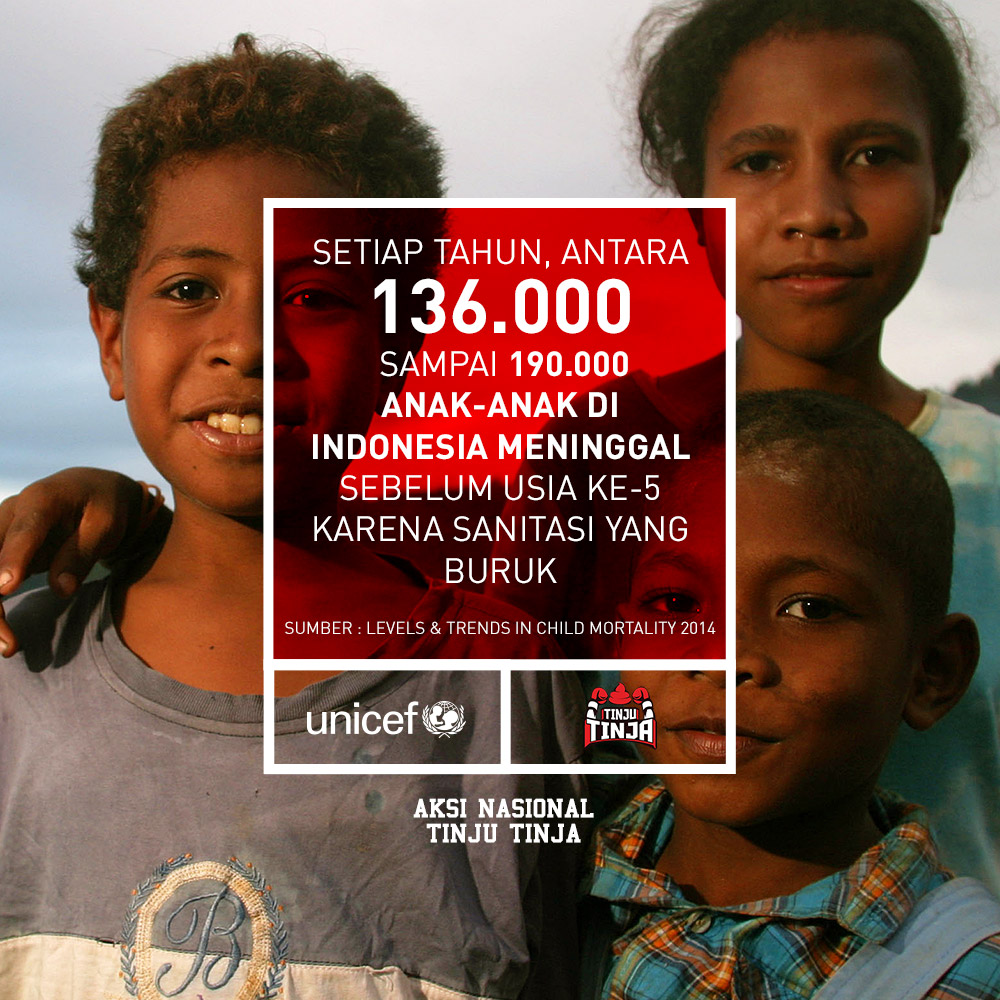 SETIAP TAHUN, ANTARA
136.000
SAMPAI 190.000
ANAK-ANAK DI
INDONESIA MENINGGAL
SEBELUM USIA KE-5
KARENA SANITASI YANG
BURUK
SUMBER : LEVELS & TRENDS IN CHILD MORTALITY 2014
unicef
TINJU
TINJA
AKSI NASIONAL
TINJU TINJA
B